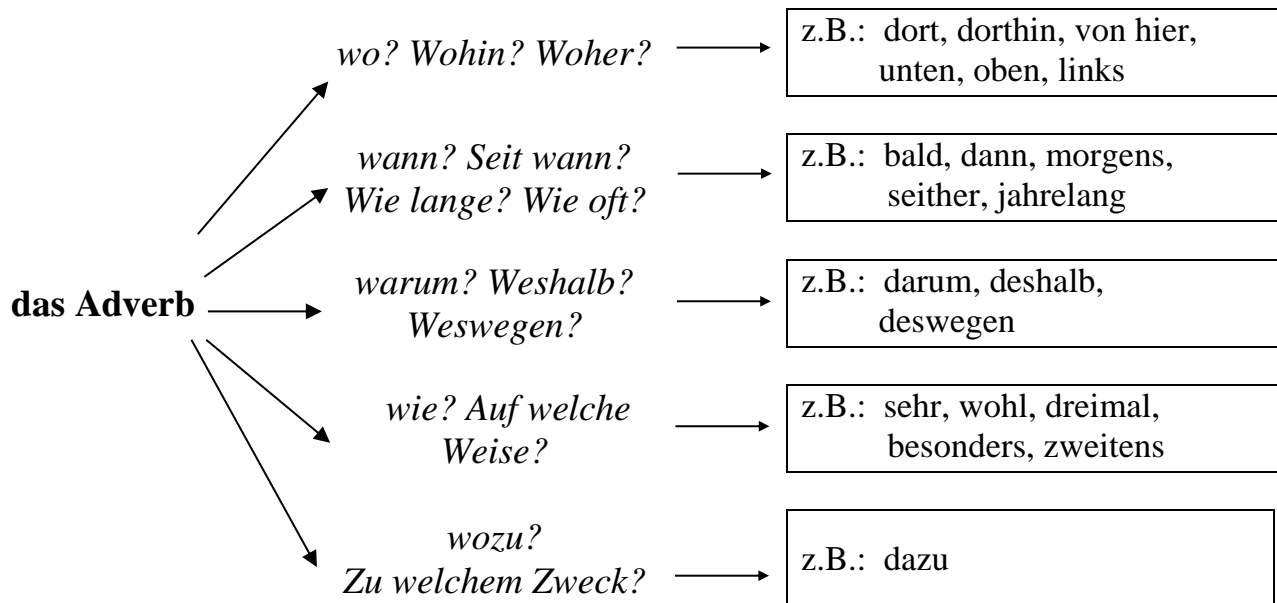 wo? Wohin? Woher?
z.B.: dort, dorthin, von hier,
unten, oben, links
wann? Seit wann?
Wie lange? Wie oft?
z.B.: bald, dann, morgens,
seither, jahrelang
das Adverb
warum? Weshalb?
Weswegen?
z.B.: darum, deshalb,
deswegen
wie? Auf welche
Weise?
z.B.: sehr, wohl, dreimal,
besonders, zweitens
wozu?
Zu welchem Zweck?
z.B.: dazu